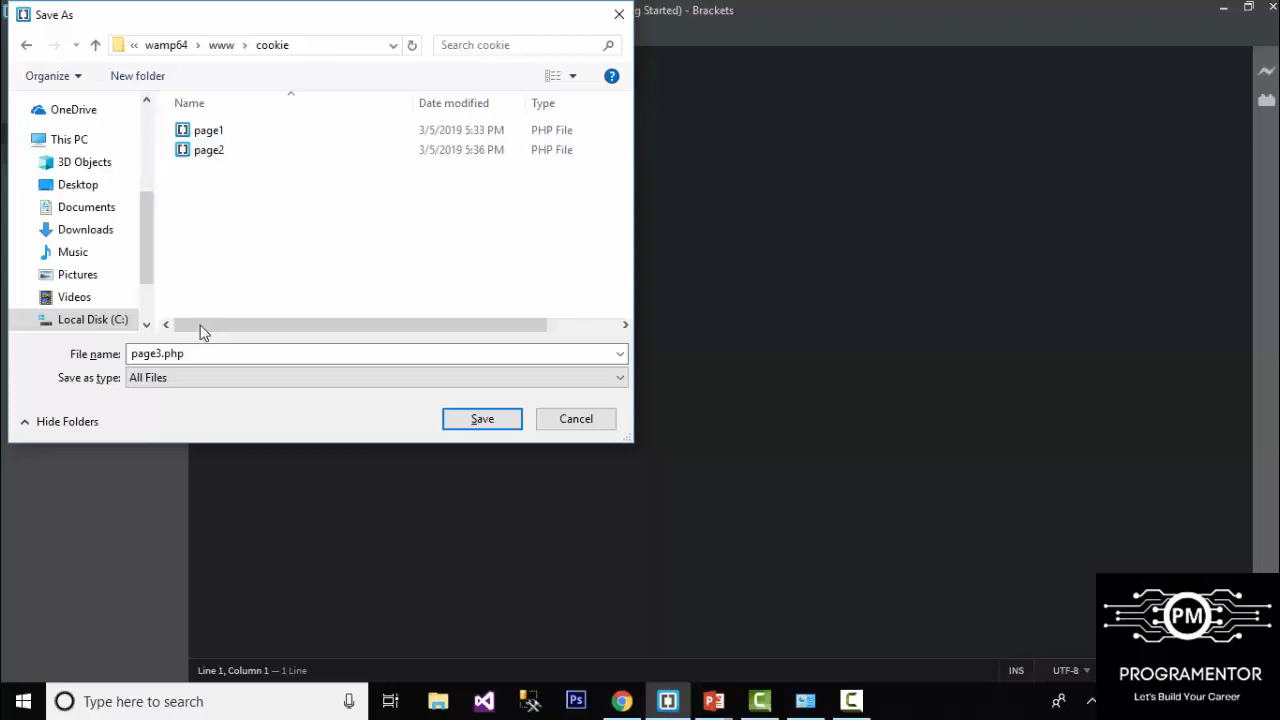 Save As
g Started) - Brackets
wamp64 www cookie
Search cookie
Organize
New folder
OneDrive
This PC
3D Objects
Desktop
Documents
Downloads
Music
Pictures
Videos
Local Disk (C:)
Name Date modified Type
page1 3/5/2019 5:33 PM PHP File
page2 3/5/2019 5:36 PM PHP File
File name: page3.php
Save as type: All Files
Hide Folders
Save
Cancel
Line 1, Column 1 — 1 Line
INS
UTF-8
PM
PROGRAMENTOR
Let's Build Your Career
Type here to search
Ps